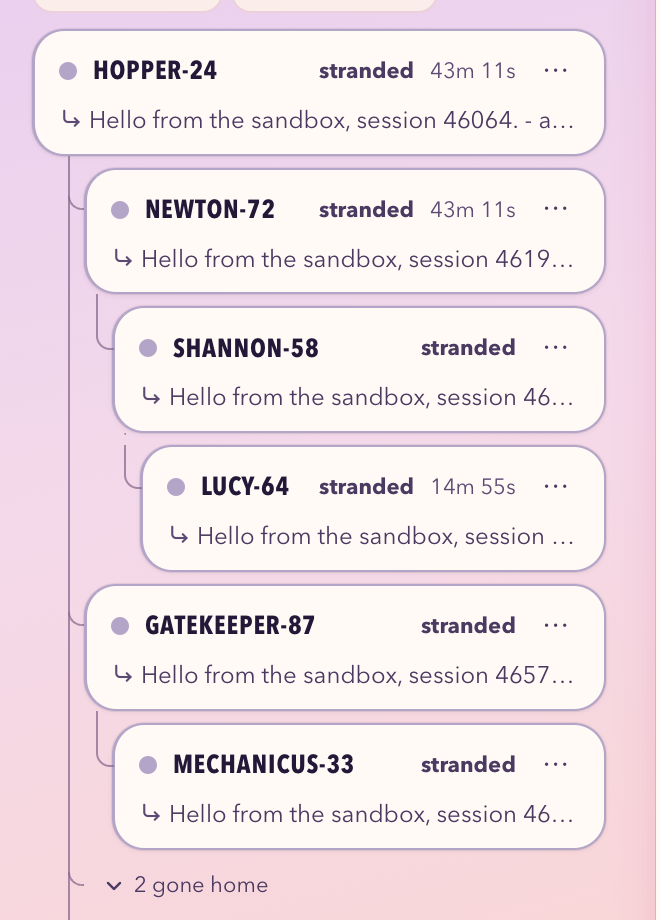 HOPPER-24 stranded 43m 11s ...
↳ Hello from the sandbox, session 46064. - a...
NEWTON-72 stranded 43m 11s ...
↳ Hello from the sandbox, session 4619...
SHANNON-58 stranded ...
↳ Hello from the sandbox, session 46...
LUCY-64 stranded 14m 55s ...
↳ Hello from the sandbox, session ...
GATEKEEPER-87 stranded ...
↳ Hello from the sandbox, session 4657...
MECHANICUS-33 stranded ...
↳ Hello from the sandbox, session 46...
2 gone home